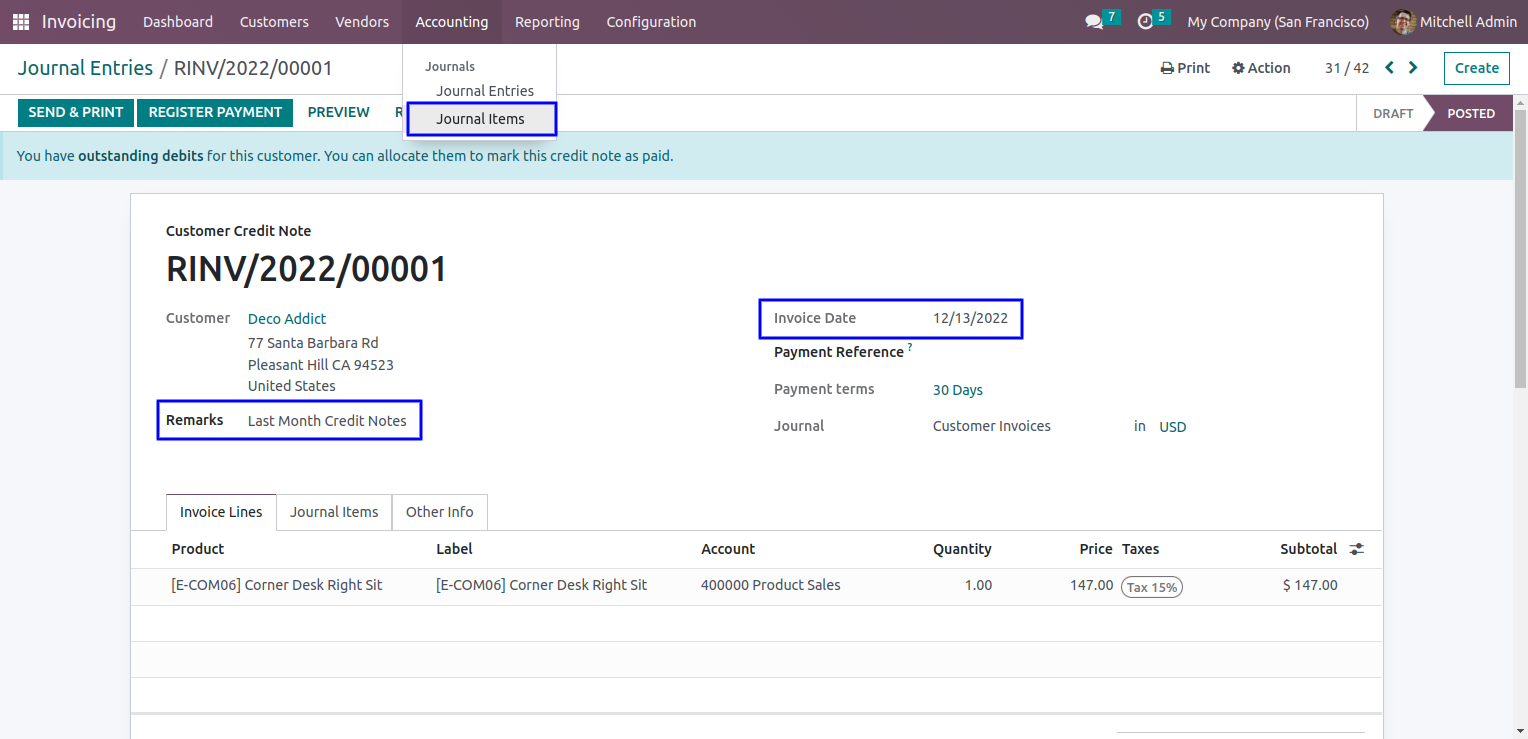 Invoicing Dashboard Customers Vendors Accounting Reporting Configuration 7 5 My Company (San Francisco) Mitchell Admin
Journal Entries / RINV/2022/00001 Print Action 31 / 42 Create
Journals
Journal Entries
Journal Items
SEND & PRINT REGISTER PAYMENT PREVIEW DRAFT POSTED
You have outstanding debits for this customer. You can allocate them to mark this credit note as paid.
Customer Credit Note
RINV/2022/00001
Customer Deco Addict
77 Santa Barbara Rd
Pleasant Hill CA 94523
United States
Remarks Last Month Credit Notes
Invoice Date 12/13/2022
Payment Reference ?
Payment terms 30 Days
Journal Customer Invoices in USD
Invoice Lines Journal Items Other Info
Product Label Account Quantity Price Taxes Subtotal
[E-COM06] Corner Desk Right Sit [E-COM06] Corner Desk Right Sit 400000 Product Sales 1.00 147.00 Tax 15% $ 147.00